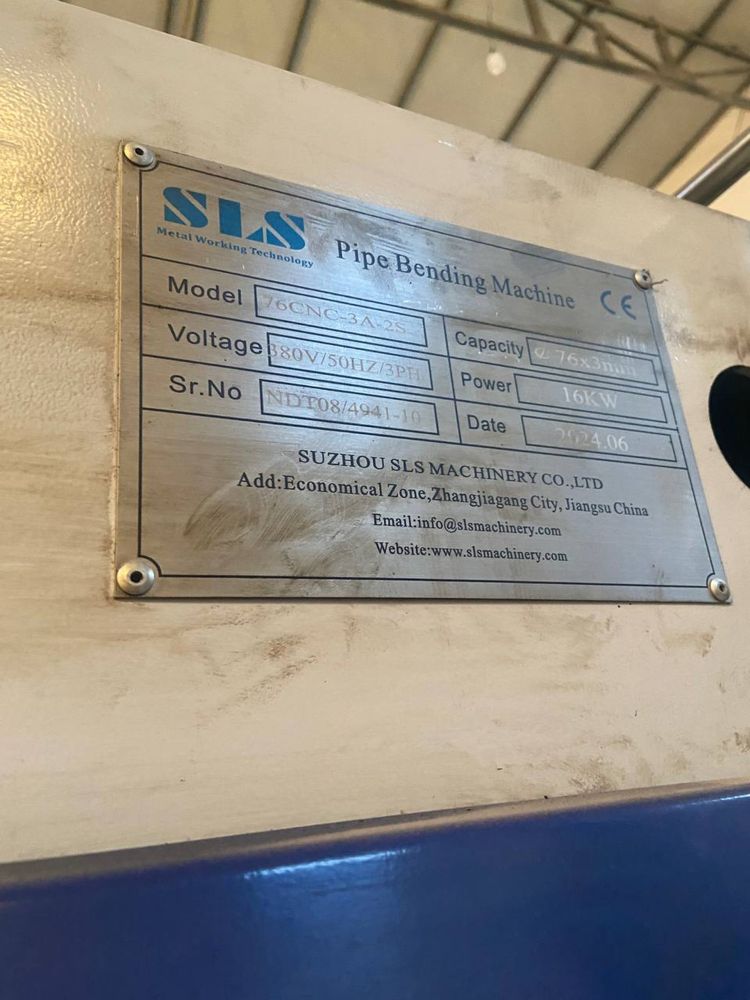 SLS
Metal Working Technology
Pipe Bending Machine CE
Model 76CNC-3A-2S Capacity Ø 76x3mm
Voltage 380V/50HZ/3PH Power 16KW
Sr.No NDT08/4941-10 Date 2024.06
SUZHOU SLS MACHINERY CO.,LTD
Add:Economical Zone,Zhangjiagang City, Jiangsu China
Email:info@slsmachinery.com
Website:www.slsmachinery.com